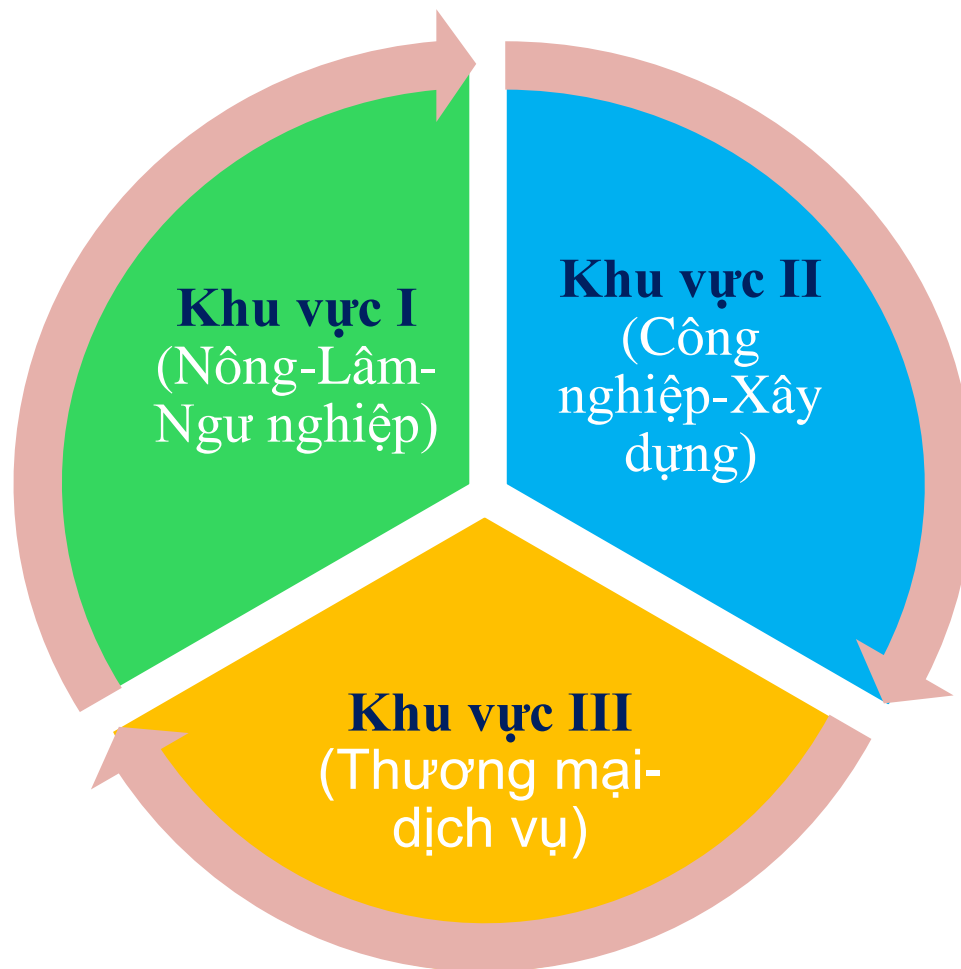 Khu vực I
(Nông-Lâm-
Ngư nghiệp)
Khu vực II
(Công
nghiệp-Xây
dựng)
Khu vực III
(Thương mại-
dịch vụ)